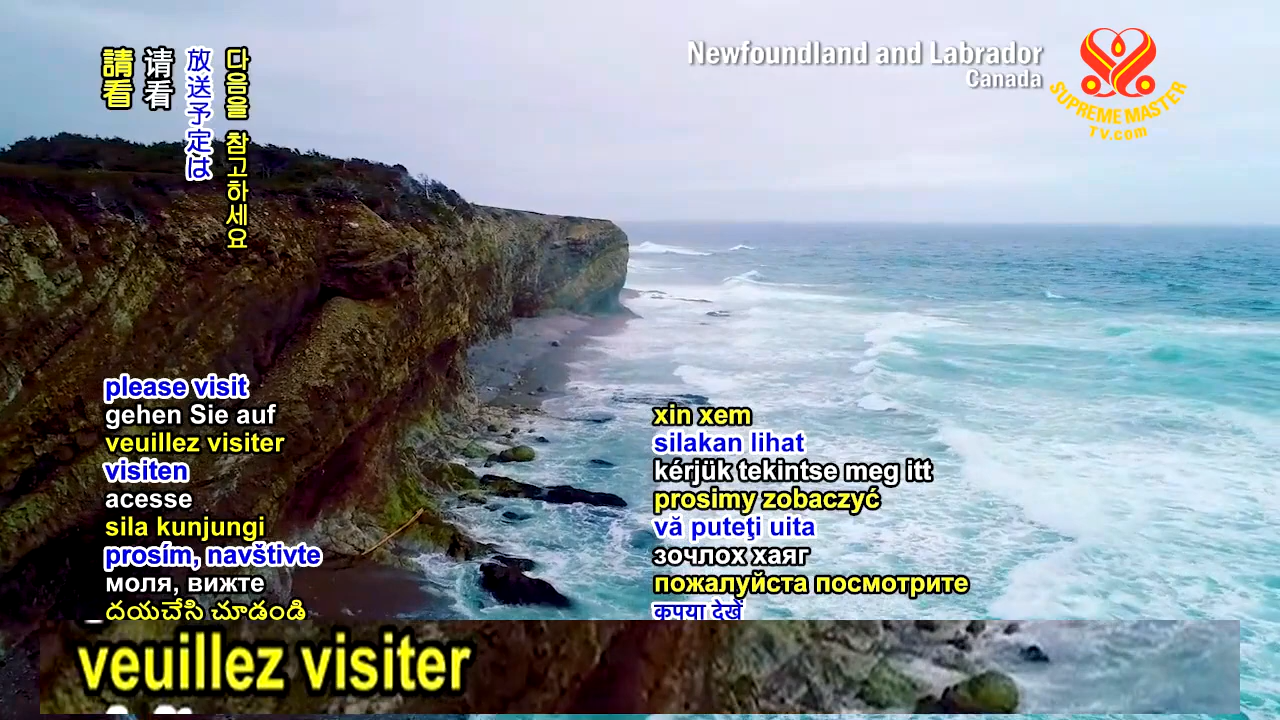 請看
请看
放送予定は
다음을 참고하세요
Newfoundland and Labrador
Canada
SUPREME MASTER
TV.com
please visit
gehen Sie auf
veuillez visiter
visiten
acesse
sila kunjungi
prosím, navštivte
моля, вижте
దయచేసి చూడండి
xin xem
silakan lihat
kérjük tekintse meg itt
prosimy zobaczyć
vă puteţi uita
зочлох хаяг
пожалуйста посмотрите
कृपया देखें
veuillez visiter